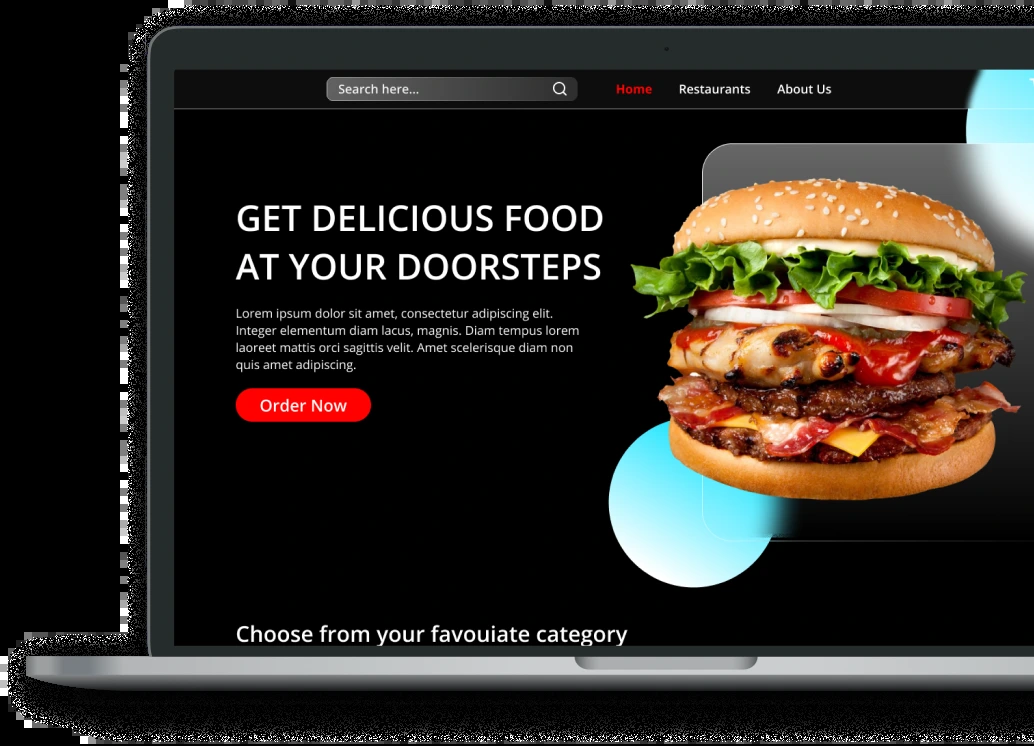 Search here...
Home
Restaurants
About Us
GET DELICIOUS FOOD
AT YOUR DOORSTEPS
Lorem ipsum dolor sit amet, consectetur adipiscing elit.
Integer elementum diam lacus, magnis. Diam tempus lorem
laoreet mattis orci sagittis velit. Amet scelerisque diam non
quis amet adipiscing.
Order Now
Choose from your favouiate category